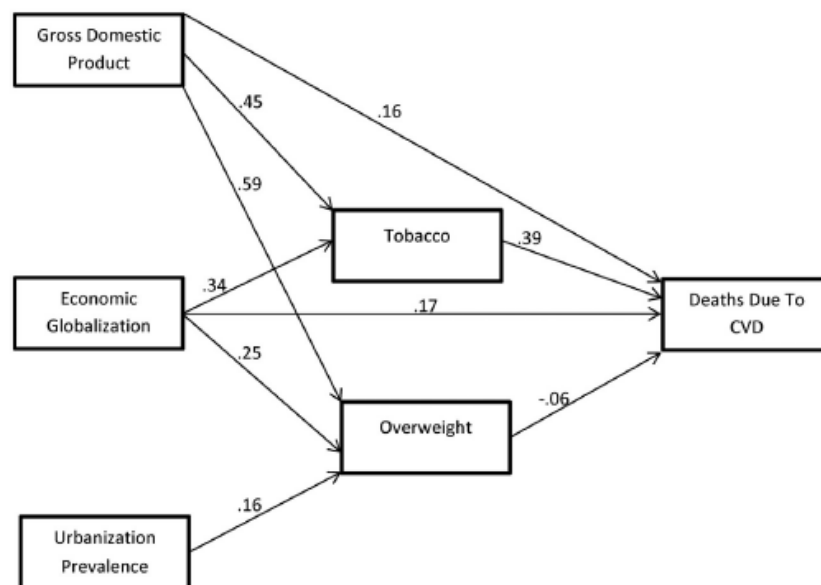 Gross Domestic
Product
.45
.16
.59
Tobacco
.39
.34
Economic
Globalization
.17
Deaths Due To
CVD
.25
Overweight
-.06
.16
Urbanization
Prevalence